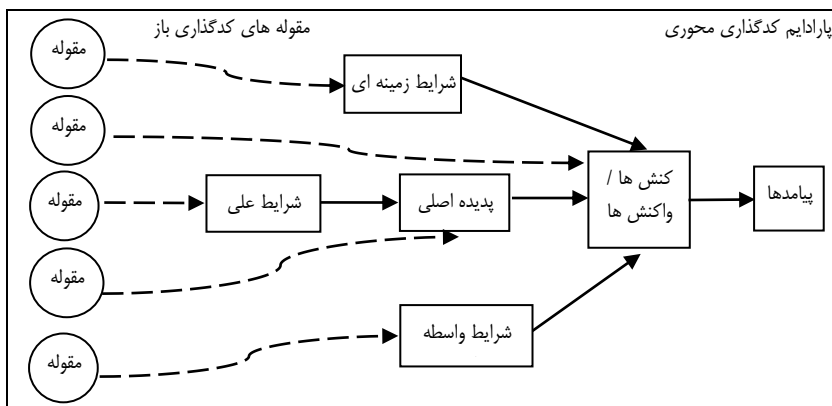 پارادایم کدگذاری محوری
مقوله های کدگذاری باز
مقوله
شرایط زمینه ای
مقوله
کنش ها /
واکنش ها
پیامدها
پدیده اصلی
شرایط علی
مقوله
مقوله
شرایط واسطه
مقوله